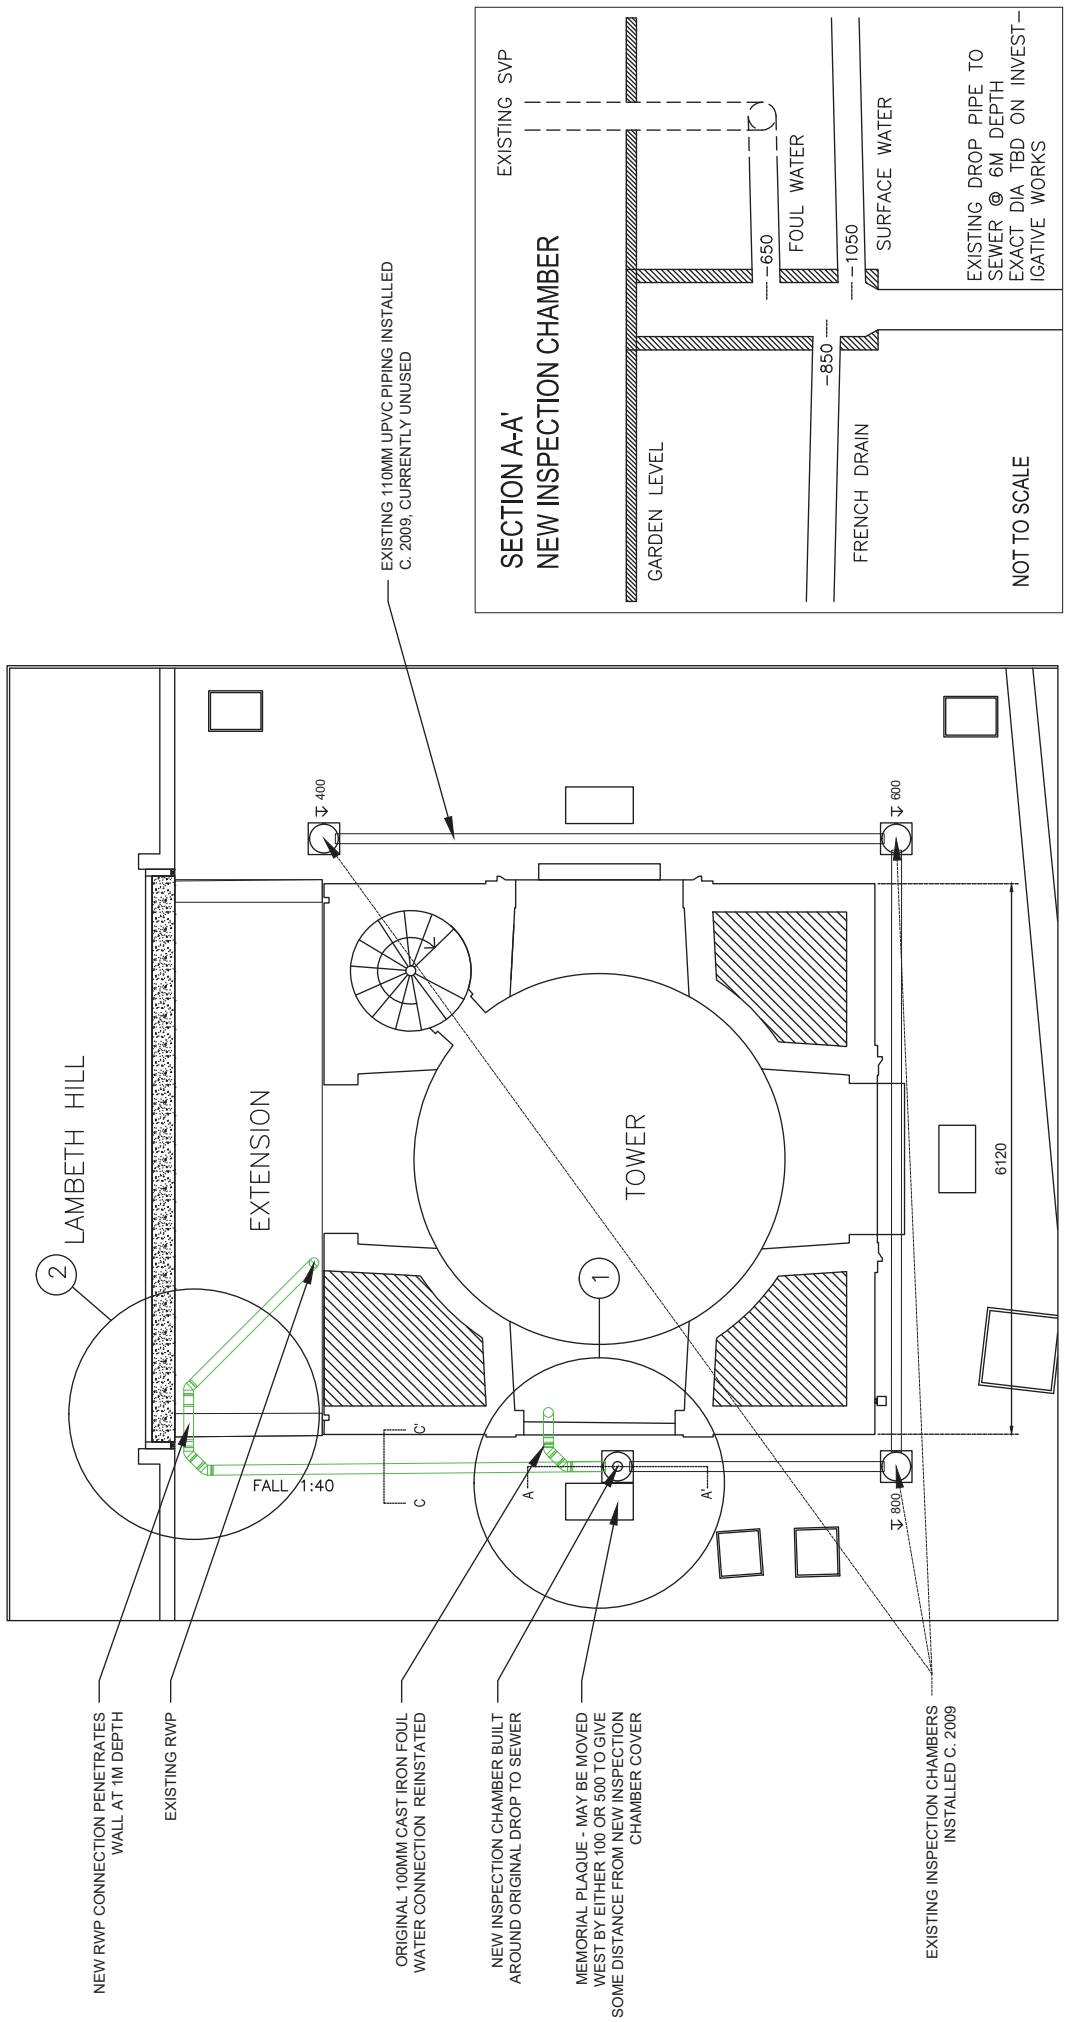 NEW RWP CONNECTION PENETRATES
WALL AT 1M DEPTH
EXISTING RWP
ORIGINAL 100MM CAST IRON FOUL
WATER CONNECTION REINSTATED
NEW INSPECTION CHAMBER BUILT
AROUND ORIGINAL DROP TO SEWER
MEMORIAL PLAQUE - MAY BE MOVED
WEST BY EITHER 100 OR 500 TO GIVE
SOME DISTANCE FROM NEW INSPECTION
CHAMBER COVER
EXISTING INSPECTION CHAMBERS
INSTALLED C. 2009
2
LAMBETH HILL
EXTENSION
FALL 1:40
C
C'
A
A'
1
TOWER
800
6120
400
600
EXISTING 110MM UPVC PIPING INSTALLED
C. 2009, CURRENTLY UNUSED
SECTION A-A'
NEW INSPECTION CHAMBER
EXISTING SVP
GARDEN LEVEL
-650
FOUL WATER
-850
-1050
FRENCH DRAIN
SURFACE WATER
NOT TO SCALE
EXISTING DROP PIPE TO
SEWER @ 6M DEPTH
EXACT DIA TBD ON INVEST-
IGATIVE WORKS